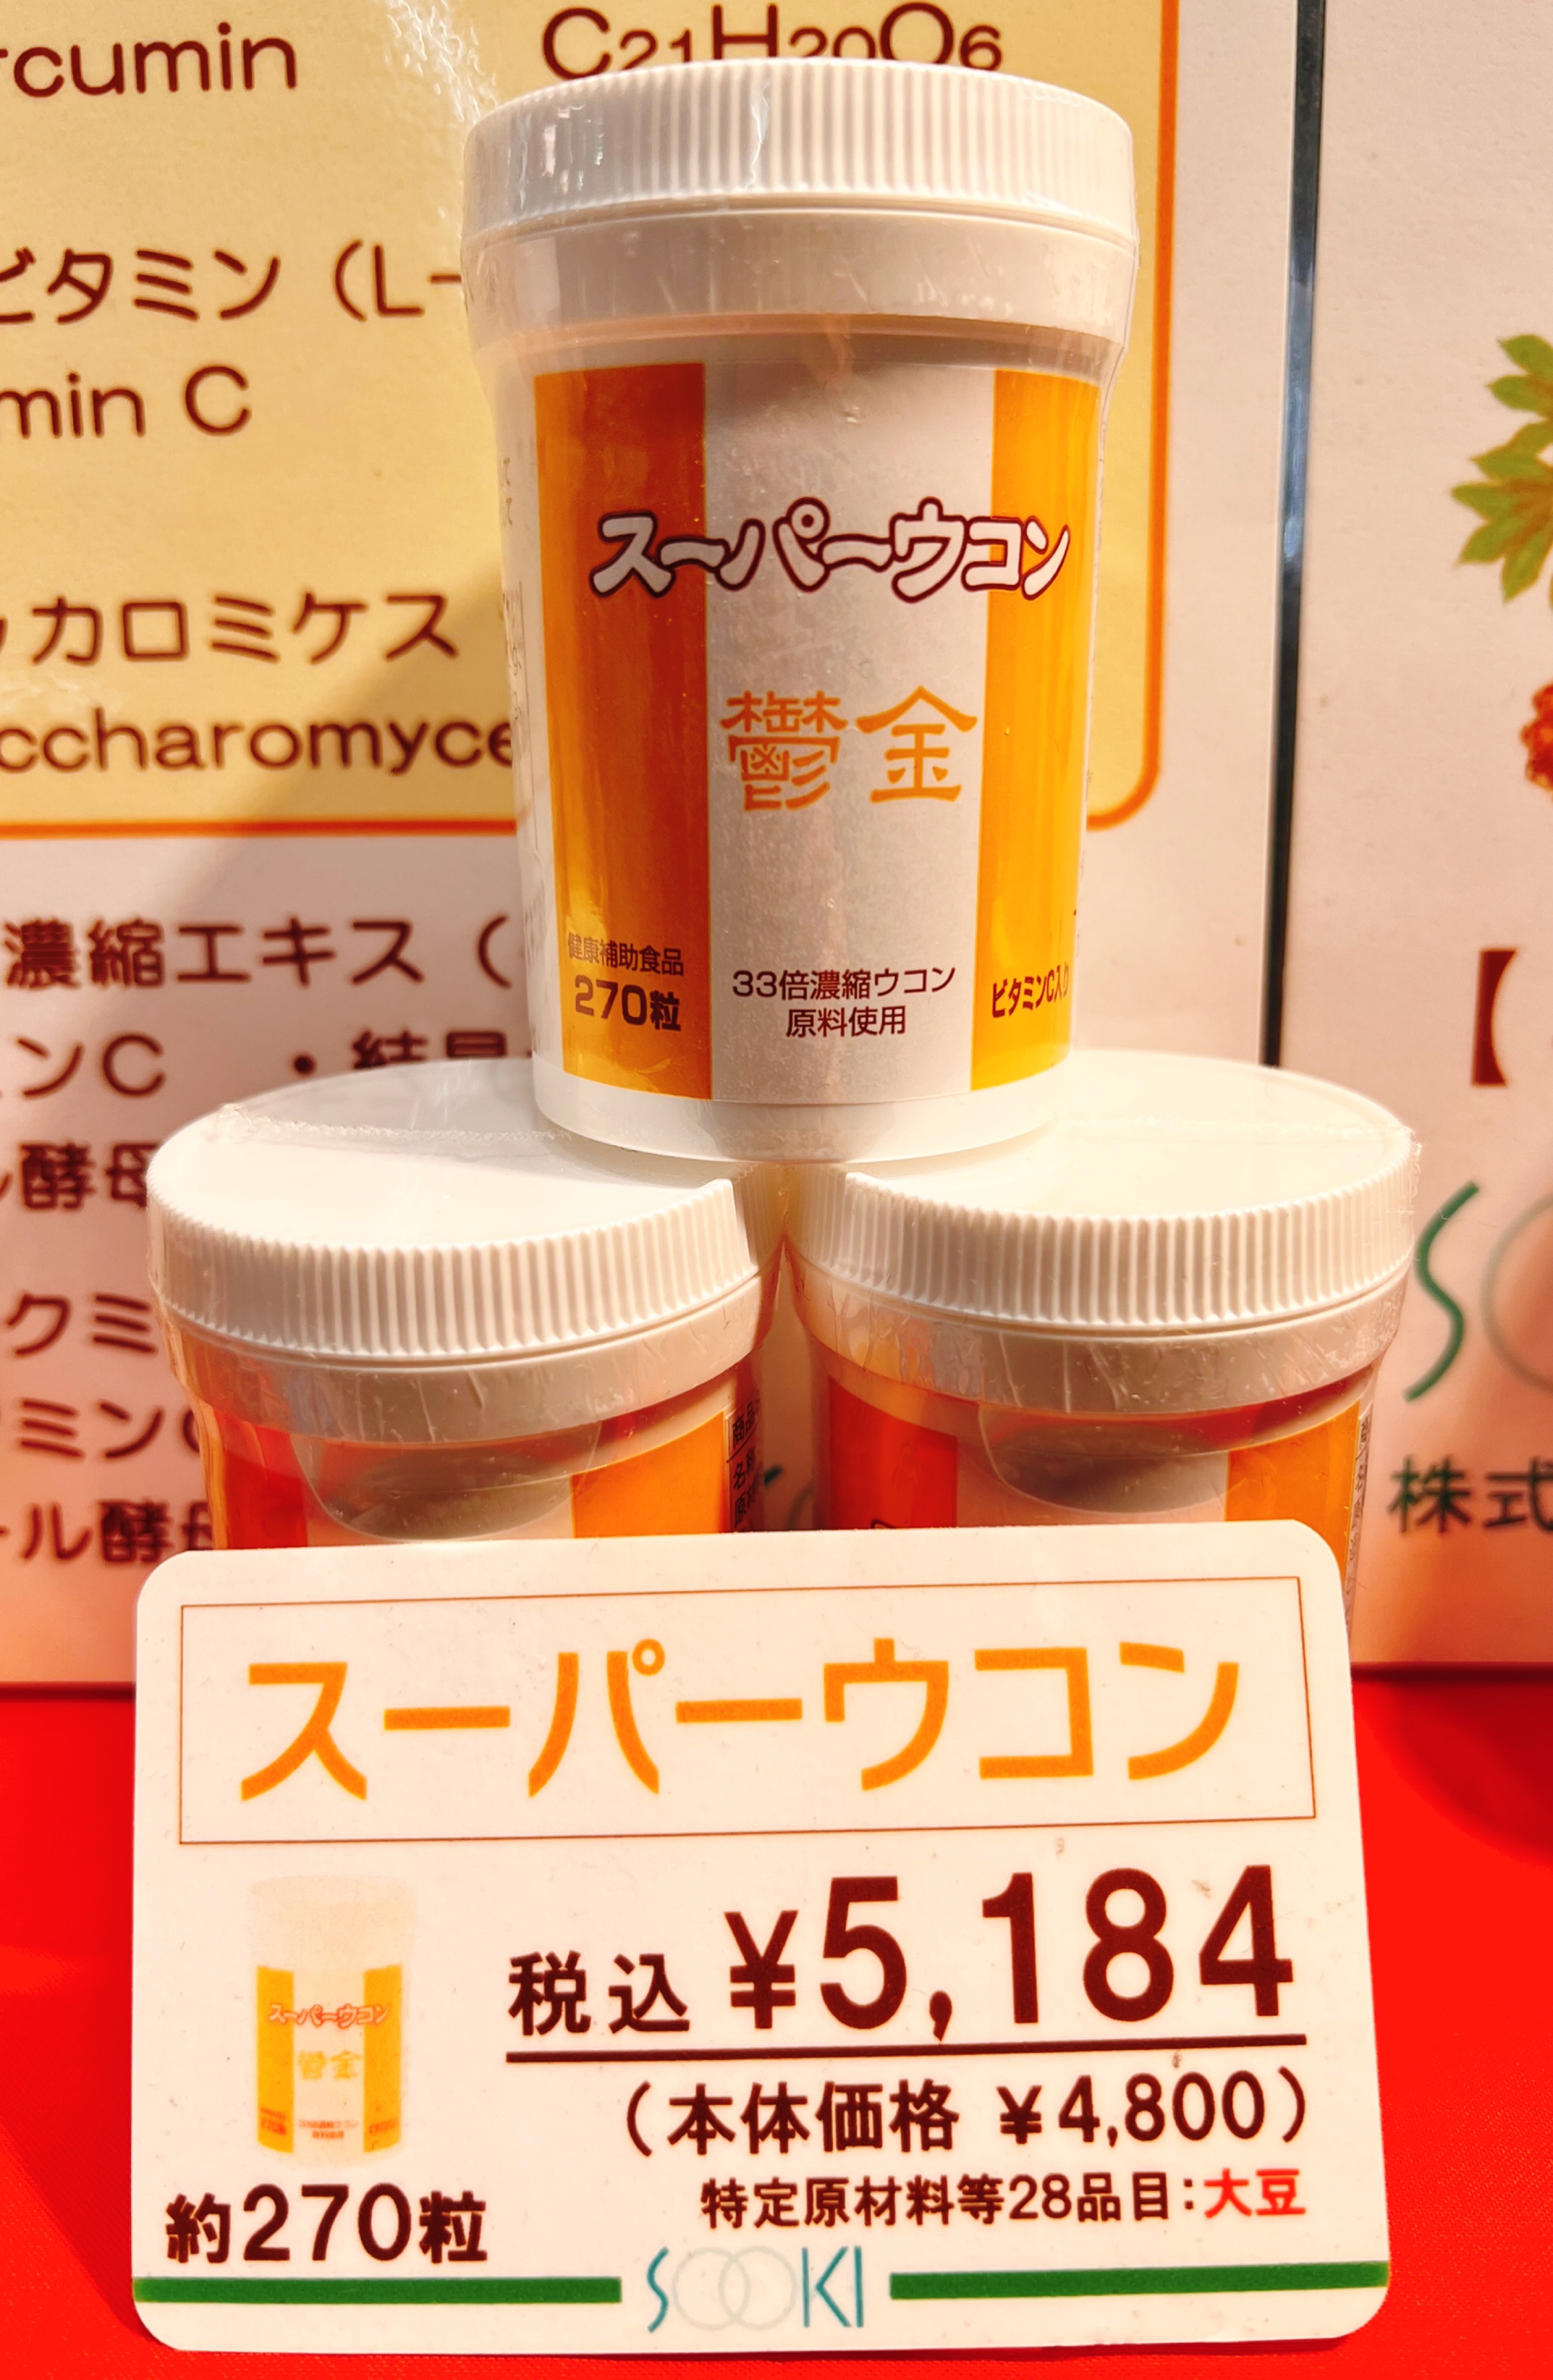 rcumin C21H20O6
ビタミン（L-
min C
カロミケス
ccharomyce
濃縮エキス（
ンC ・結晶
ル酵母
クミ
ミンC
ール酵母
スーパーウコン
鬱金
健康補助食品
270粒
33倍濃縮ウコン
原料使用
ビタミンC入り
【
株式
スーパーウコン
税込 ¥5,184
（本体価格 ¥4,800）
特定原材料等28品目：大豆
約270粒
SOOKI